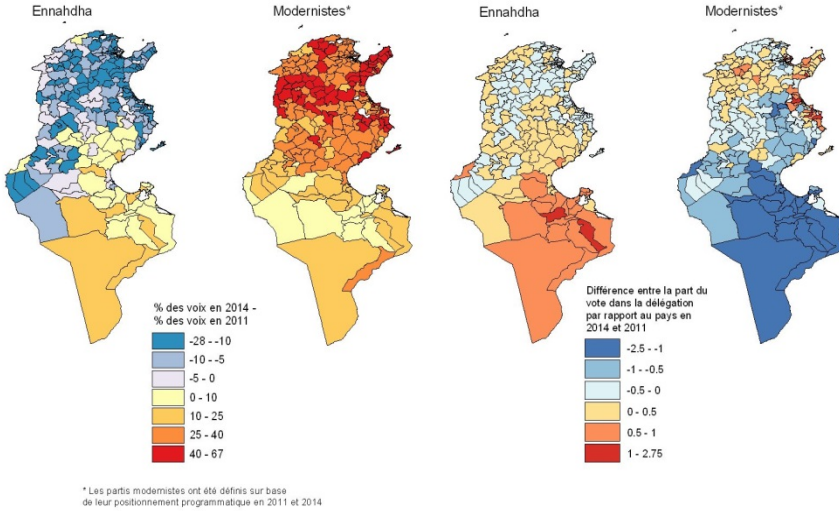 Ennahdha
Modernistes*
Ennahdha
Modernistes*
% des voix en 2014 -
% des voix en 2011
-28 - -10
-10 - -5
-5 - 0
0 - 10
10 - 25
25 - 40
40 - 67
Différence entre la part du
vote dans la délégation
par rapport au pays en
2014 et 2011
-2.5 - -1
-1 - -0.5
-0.5 - 0
0 - 0.5
0.5 - 1
1 - 2.75
* Les partis modernistes ont été définis sur base
de leur positionnement programmatique en 2011 et 2014